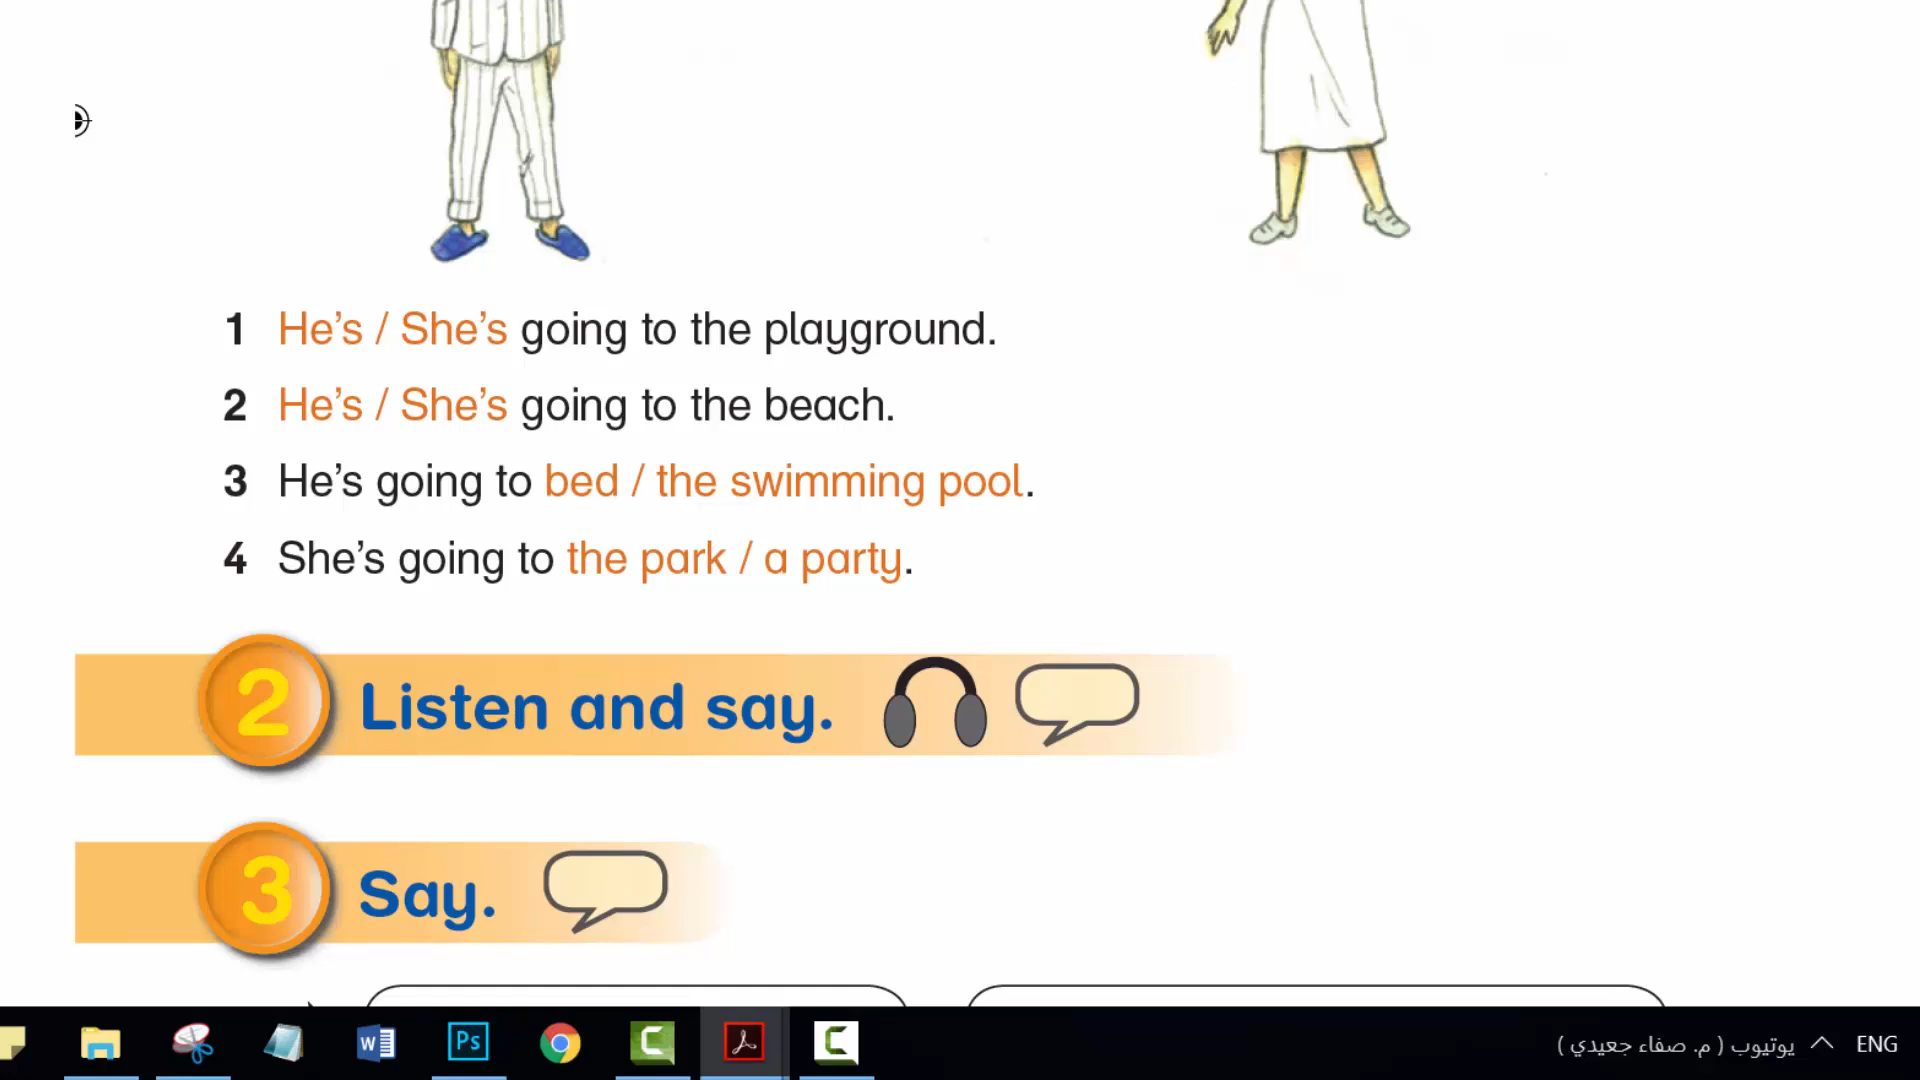 1 He's / She's going to the playground.
2 He's / She's going to the beach.
3 He's going to bed / the swimming pool.
4 She's going to the park / a party.
2 Listen and say.
3 Say.
W Ps C C يوتيوب ( م. صفاء جعيدي ) ENG